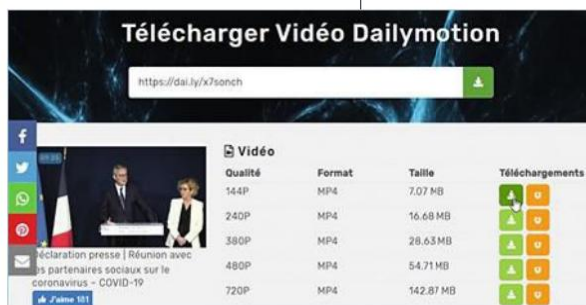 Télécharger Vidéo Dailymotion
https://dai.ly/x7sonch
Vidéo
Qualité Format Taille Téléchargements
144P MP4 7.07 MB
240P MP4 16.68 MB
380P MP4 28.63 MB
480P MP4 54.71 MB
720P MP4 142.87 MB
Déclaration presse | Réunion avec
les partenaires sociaux sur le
coronavirus – COVID-19
J'aime 181